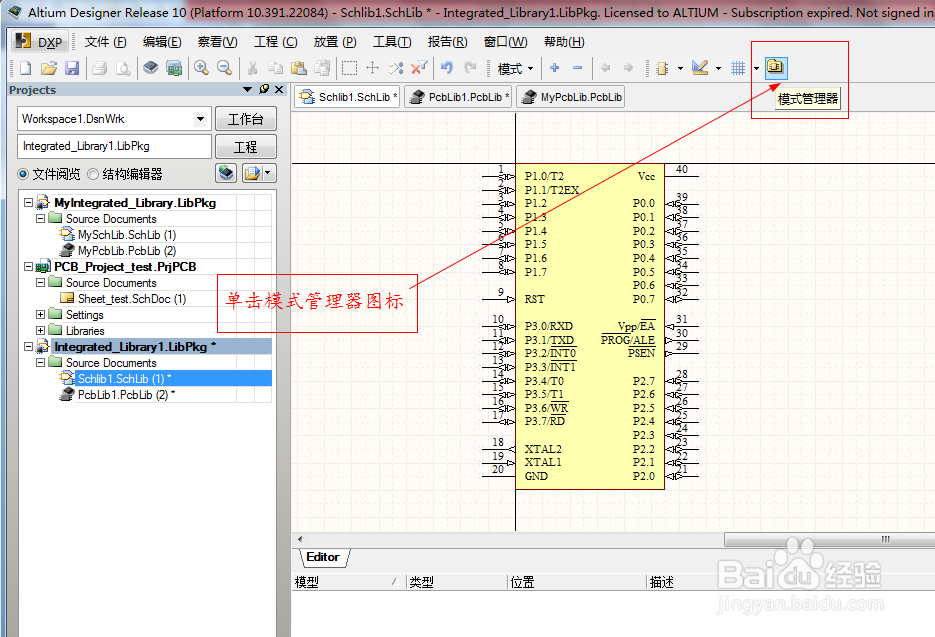 Altium Designer Release 10 (Platform 10.391.22084) - Schlib1.SchLib * - Integrated_Library1.LibPkg. Licensed to ALTIUM - Subscription expired. Not signed in
DXP 文件 (F) 编辑(E) 察看(V) 工程 (C) 放置 (P) 工具(T) 报告(R) 窗口(W) 帮助(H)
模式
Projects
Schlib1.SchLib * PcbLib1.PcbLib * MyPcbLib.PcbLib
模式管理器
Workspace1.DsnWrk 工作台
Integrated_Library1.LibPkg 工程
文件阅览 结构编辑器
MyIntegrated_Library.LibPkg
Source Documents
MySchLib.SchLib (1)
MyPcbLib.PcbLib (2)
PCB_Project_test.PrjPCB
Source Documents
Sheet_test.SchDoc (1)
Settings
Libraries
Integrated_Library1.LibPkg *
Source Documents
Schlib1.SchLib (1) *
PcbLib1.PcbLib (2) *
单击模式管理器图标
1 P1.0/T2 Vcc 40
2 P1.1/T2EX
3 P1.2 P0.0 39
4 P1.3 P0.1 38
5 P1.4 P0.2 37
6 P1.5 P0.3 36
7 P1.6 P0.4 35
8 P1.7 P0.5 34
P0.6 33
9 RST P0.7 32
10 P3.0/RXD Vpp/EA 31
11 P3.1/TXD PROG/ALE 30
12 P3.2/INT0 PSEN 29
13 P3.3/INT1
14 P3.4/T0 P2.7 28
15 P3.5/T1 P2.6 27
16 P3.6/WR P2.5 26
17 P3.7/RD P2.4 25
P2.3 24
18 XTAL2 P2.2 23
19 XTAL1 P2.1 22
20 GND P2.0 21
Editor
模型 类型 位置 描述
Baidu 经验
jingyan.baidu.com